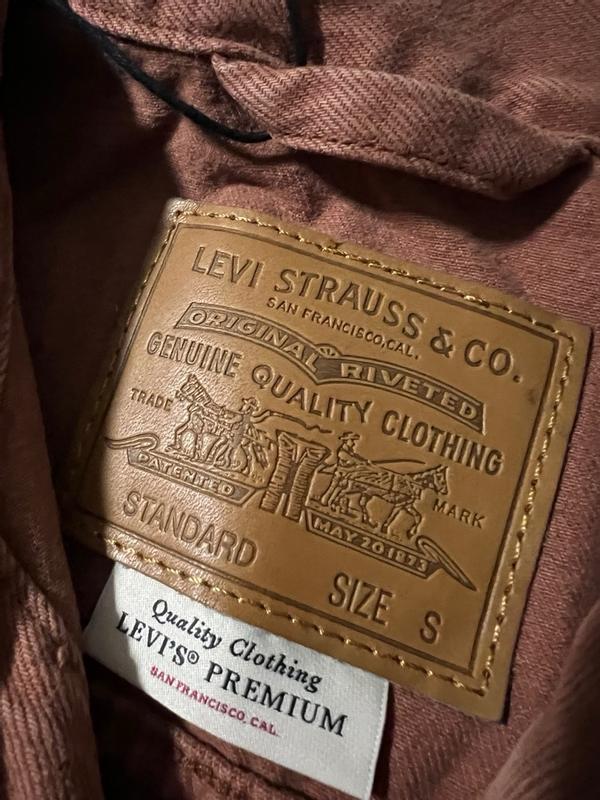 LEVI STRAUSS & CO.
SAN FRANCISCO, CAL.
ORIGINAL RIVETED
GENUINE QUALITY CLOTHING
TRADE MARK
PATENTED MAY 20 1873
STANDARD SIZE S
Quality Clothing
LEVI'S® PREMIUM
SAN FRANCISCO, CAL.